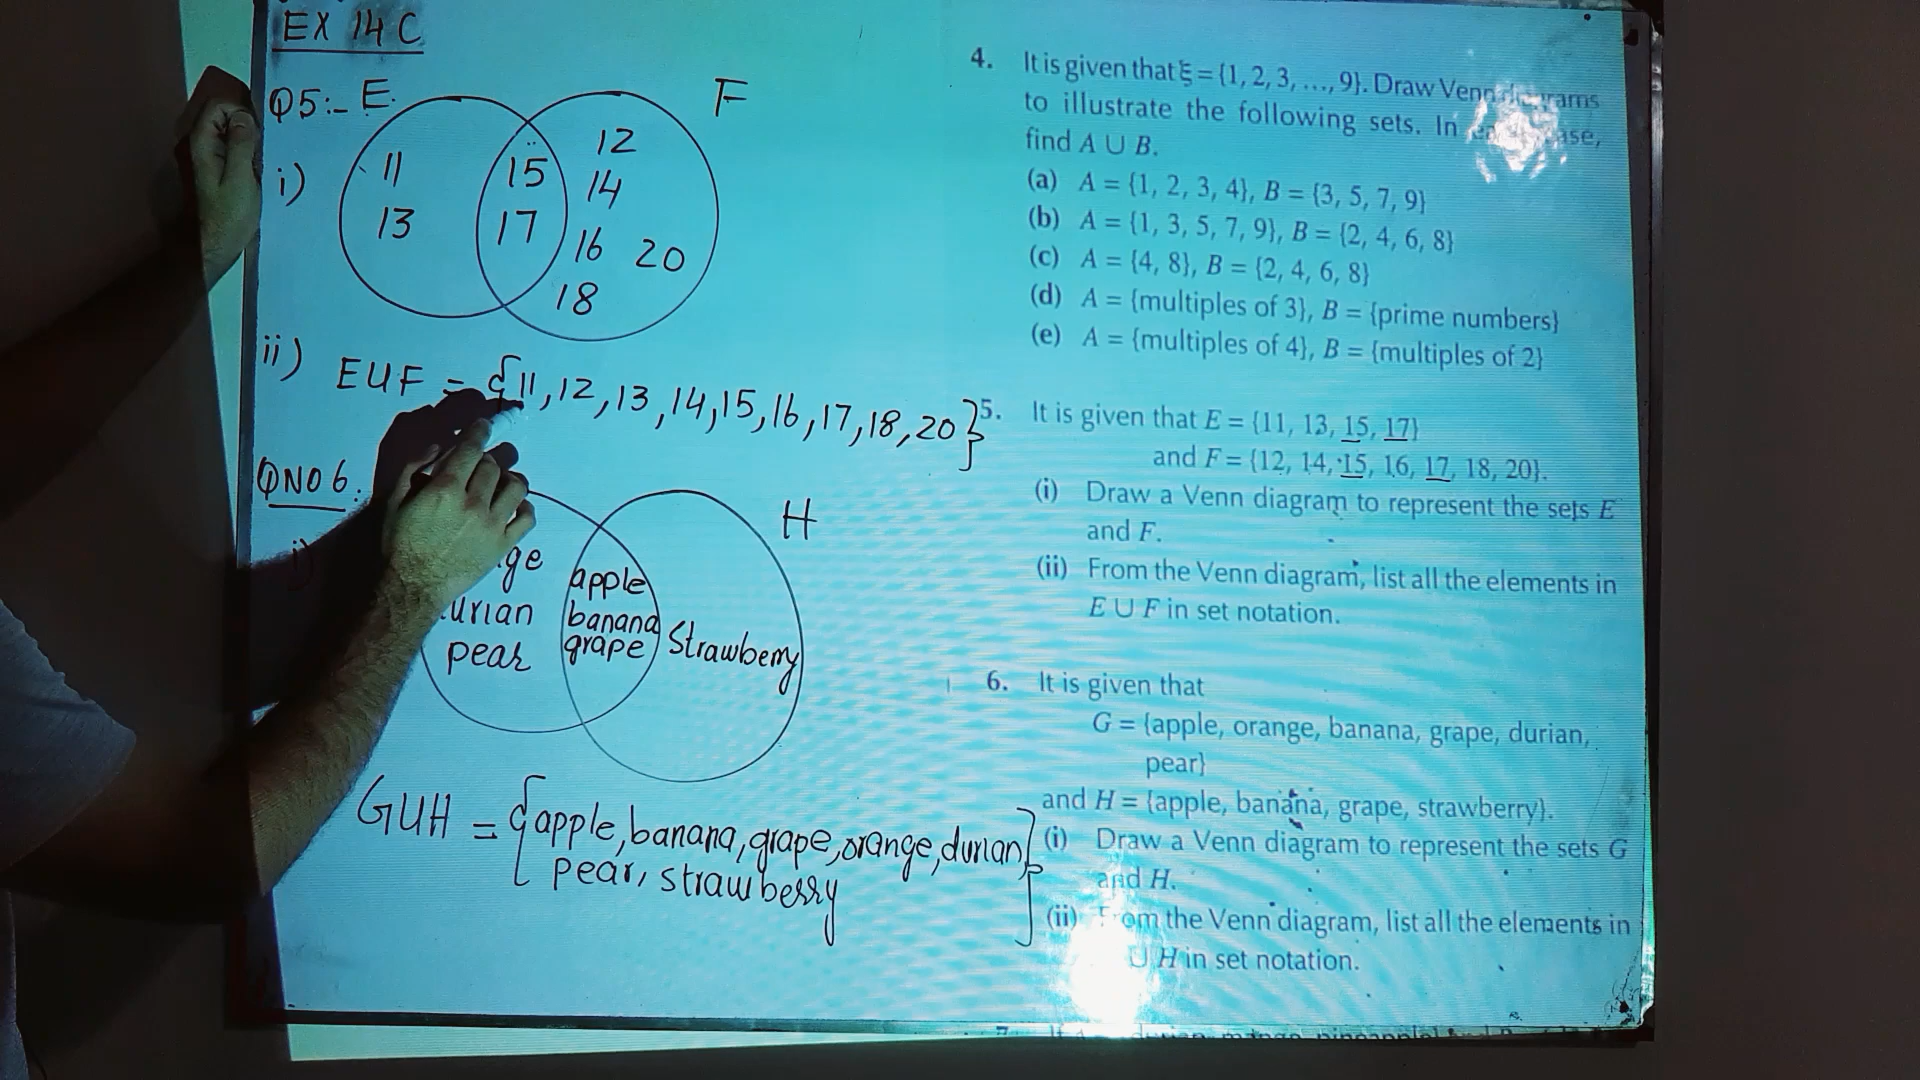 EX 14 C
Q5:- E
F
i)
11
13
15
17
12
14
16 20
18
ii) EUF = {11,12,13,14,15,16,17,18,20}
QNO 6.
H
pear
apple
banana
grape
Strawberry
GUH = {apple,banana,grape,orange,durian,
pear, strawberry}
4. It is given that ξ = {1, 2, 3, ..., 9}. Draw Venn
to illustrate the following sets. In
find A ∪ B.
(a) A = {1, 2, 3, 4}, B = {3, 5, 7, 9}
(b) A = {1, 3, 5, 7, 9}, B = {2, 4, 6, 8}
(c) A = {4, 8}, B = {2, 4, 6, 8}
(d) A = {multiples of 3}, B = {prime numbers}
(e) A = {multiples of 4}, B = {multiples of 2}
5. It is given that E = {11, 13, 15, 17}
and F = {12, 14, 15, 16, 17, 18, 20}.
(i) Draw a Venn diagram to represent the sets E
and F.
(ii) From the Venn diagram, list all the elements in
E ∪ F in set notation.
6. It is given that
G = {apple, orange, banana, grape, durian,
pear}
and H = {apple, banana, grape, strawberry}.
(i) Draw a Venn diagram to represent the sets G
and H.
(ii) From the Venn diagram, list all the elements in
∪ H in set notation.